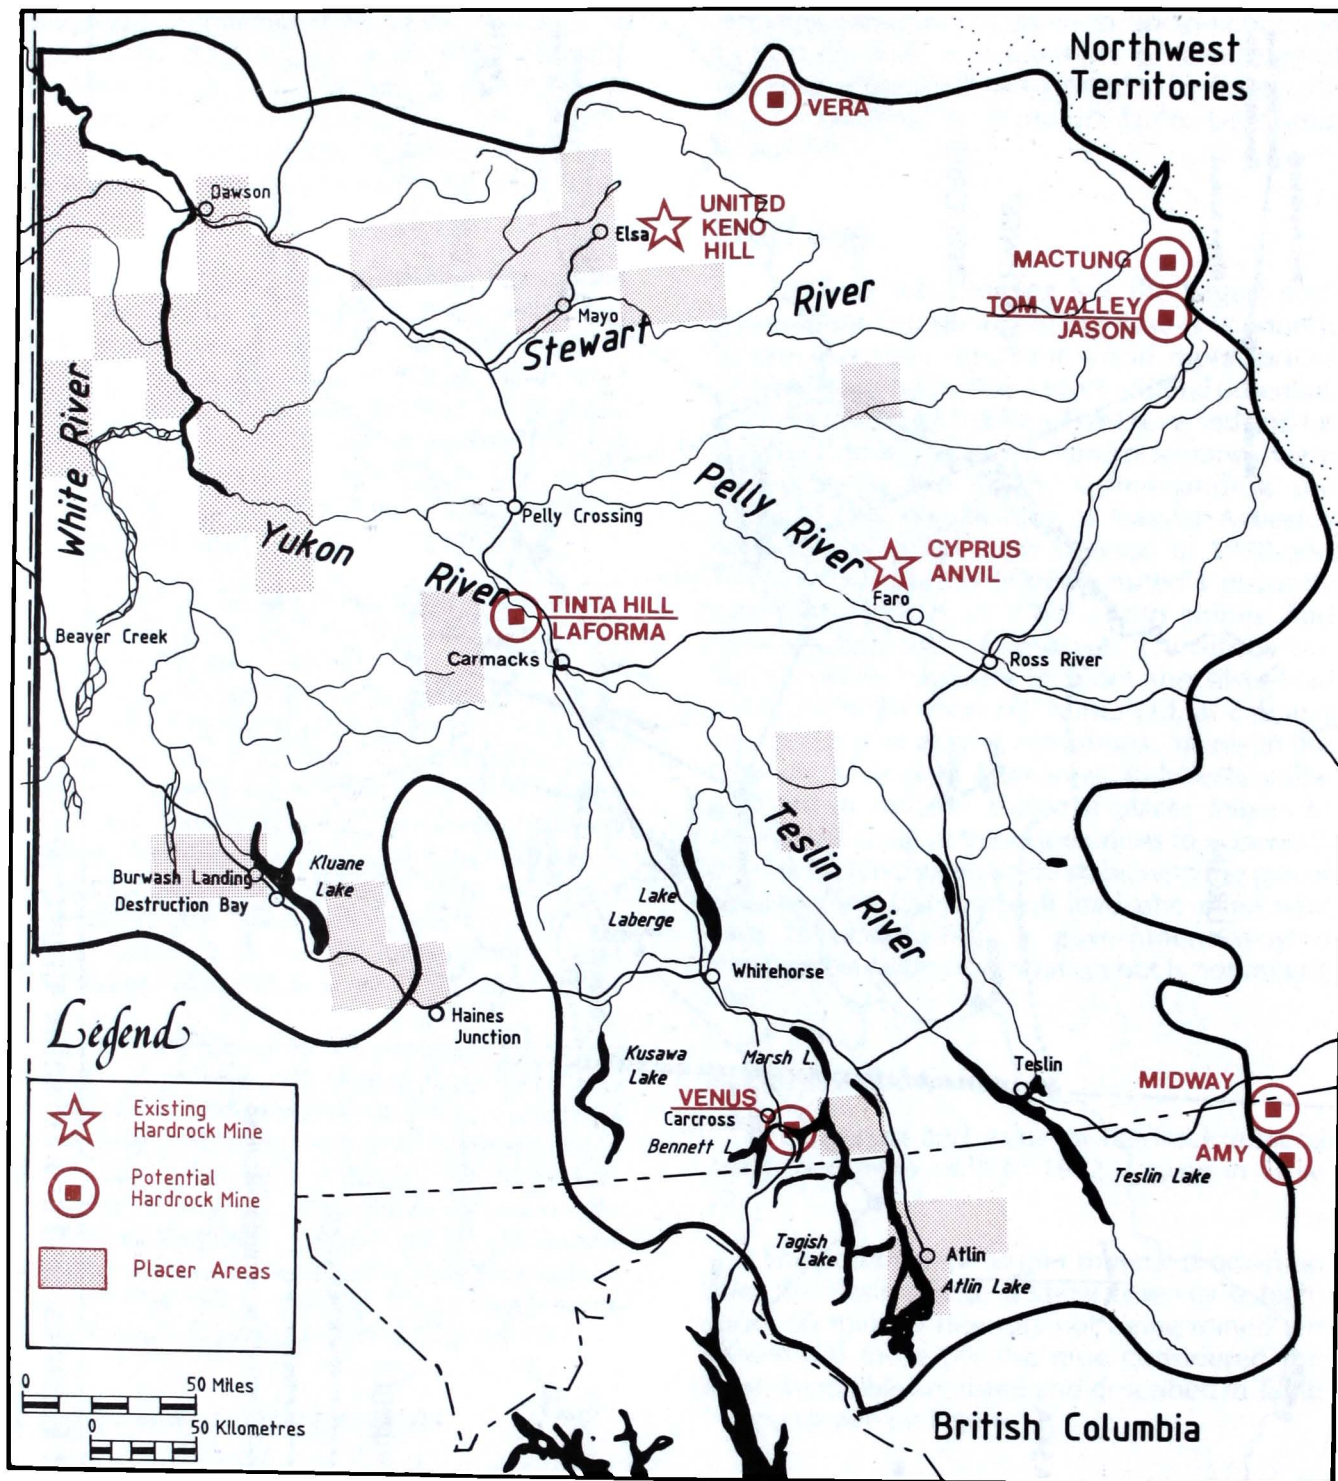 Northwest
Territories
VERA
Dawson
UNITED
KENO
HILL
Elsa
MACTUNG
River
TOM VALLEY
JASON
Mayo
Stewart
White River
Pelly River
Pelly Crossing
Yukon
River
CYPRUS
ANVIL
Faro
TINTA HILL
LAFORMA
Beaver Creek
Carmacks
Ross River
Teslin
River
Kluane
Lake
Burwash Landing
Destruction Bay
Lake
Laberge
Whitehorse
Haines
Junction
Legend
Existing
Hardrock Mine
Potential
Hardrock Mine
Placer Areas
Kusawa
Lake
Marsh L.
Teslin
MIDWAY
VENUS
Carcross
Bennett L.
AMY
Teslin Lake
Tagish
Lake
Atlin
Atlin Lake
0 50 Miles
0 50 Kilometres
British Columbia